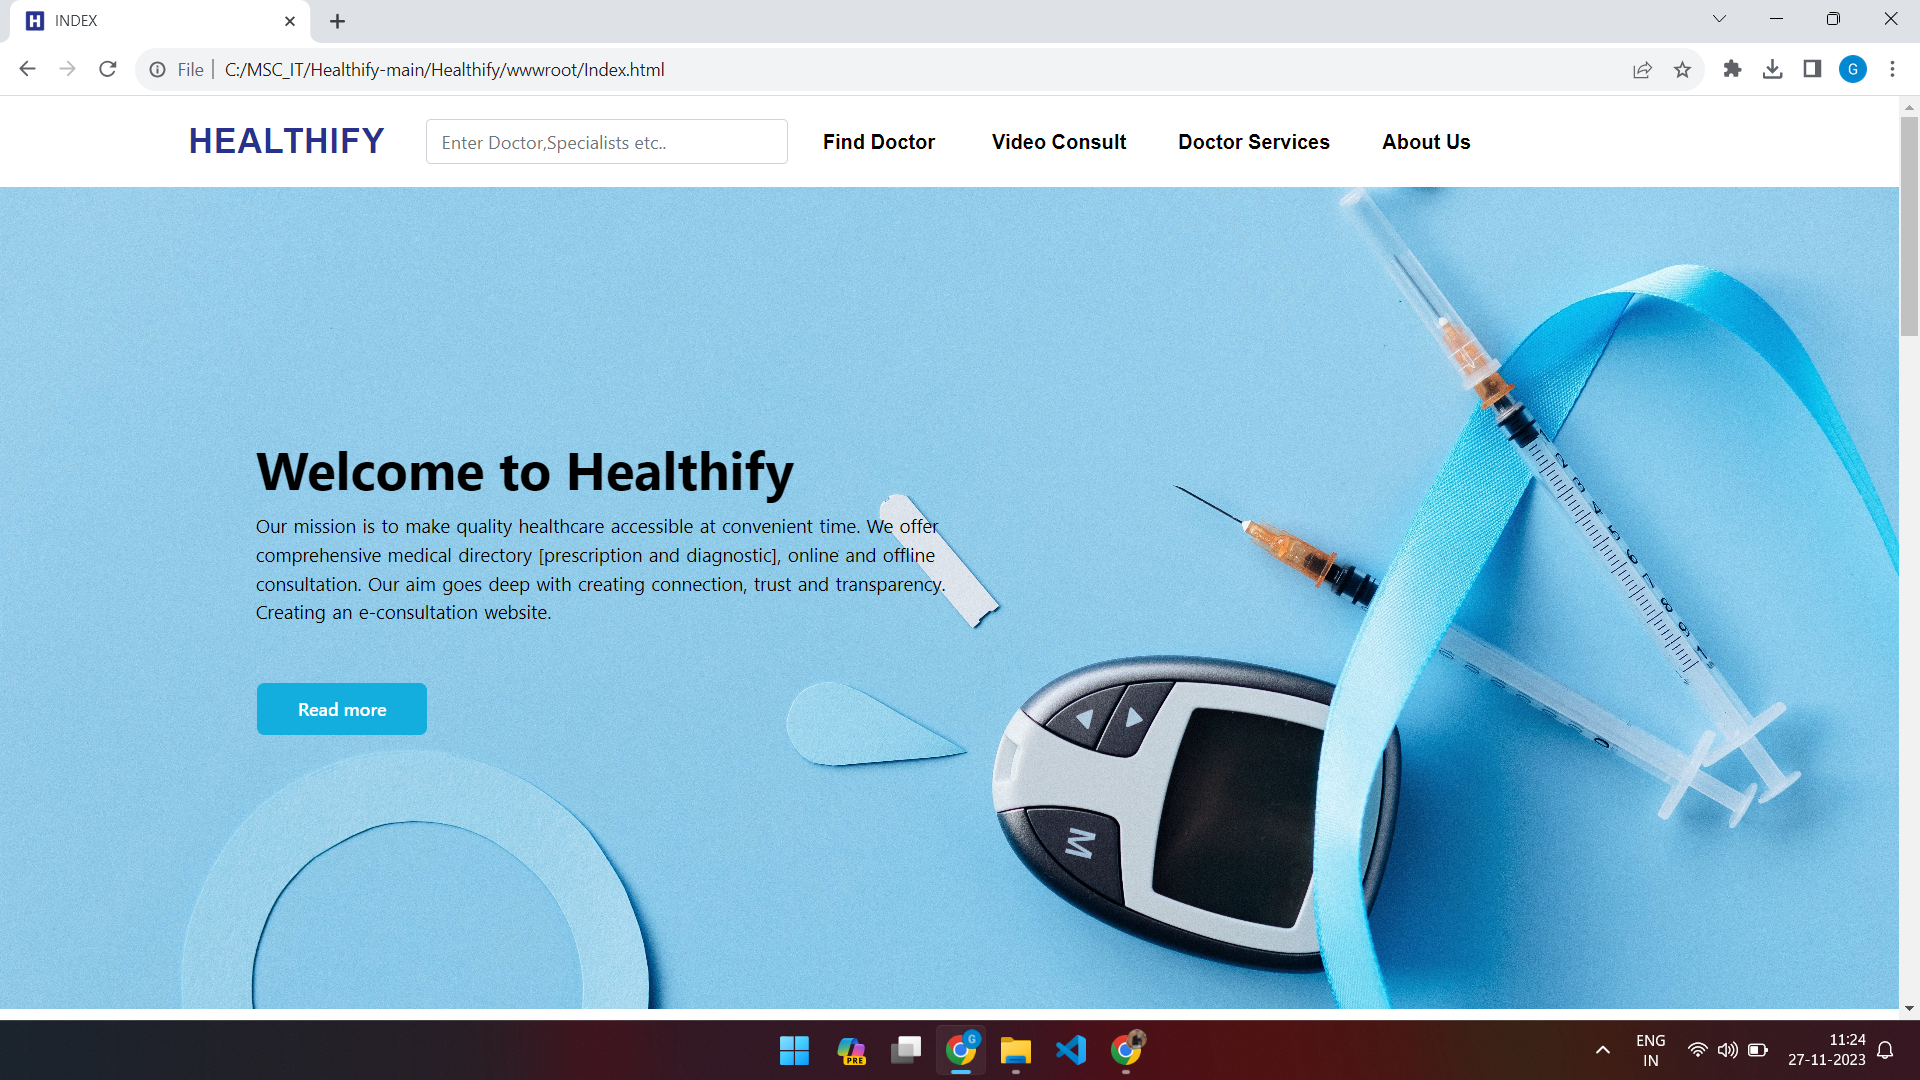 INDEX
File
C:/MSC_IT/Healthify-main/Healthify/wwwroot/Index.html
G
HEALTHIFY
Enter Doctor,Specialists etc..
Find Doctor
Video Consult
Doctor Services
About Us
Welcome to Healthify
Our mission is to make quality healthcare accessible at convenient time. We offer
comprehensive medical directory [prescription and diagnostic], online and offline
consultation. Our aim goes deep with creating connection, trust and transparency.
Creating an e-consultation website.
Read more
M
PRE
G
ENG
IN
11:24
27-11-2023